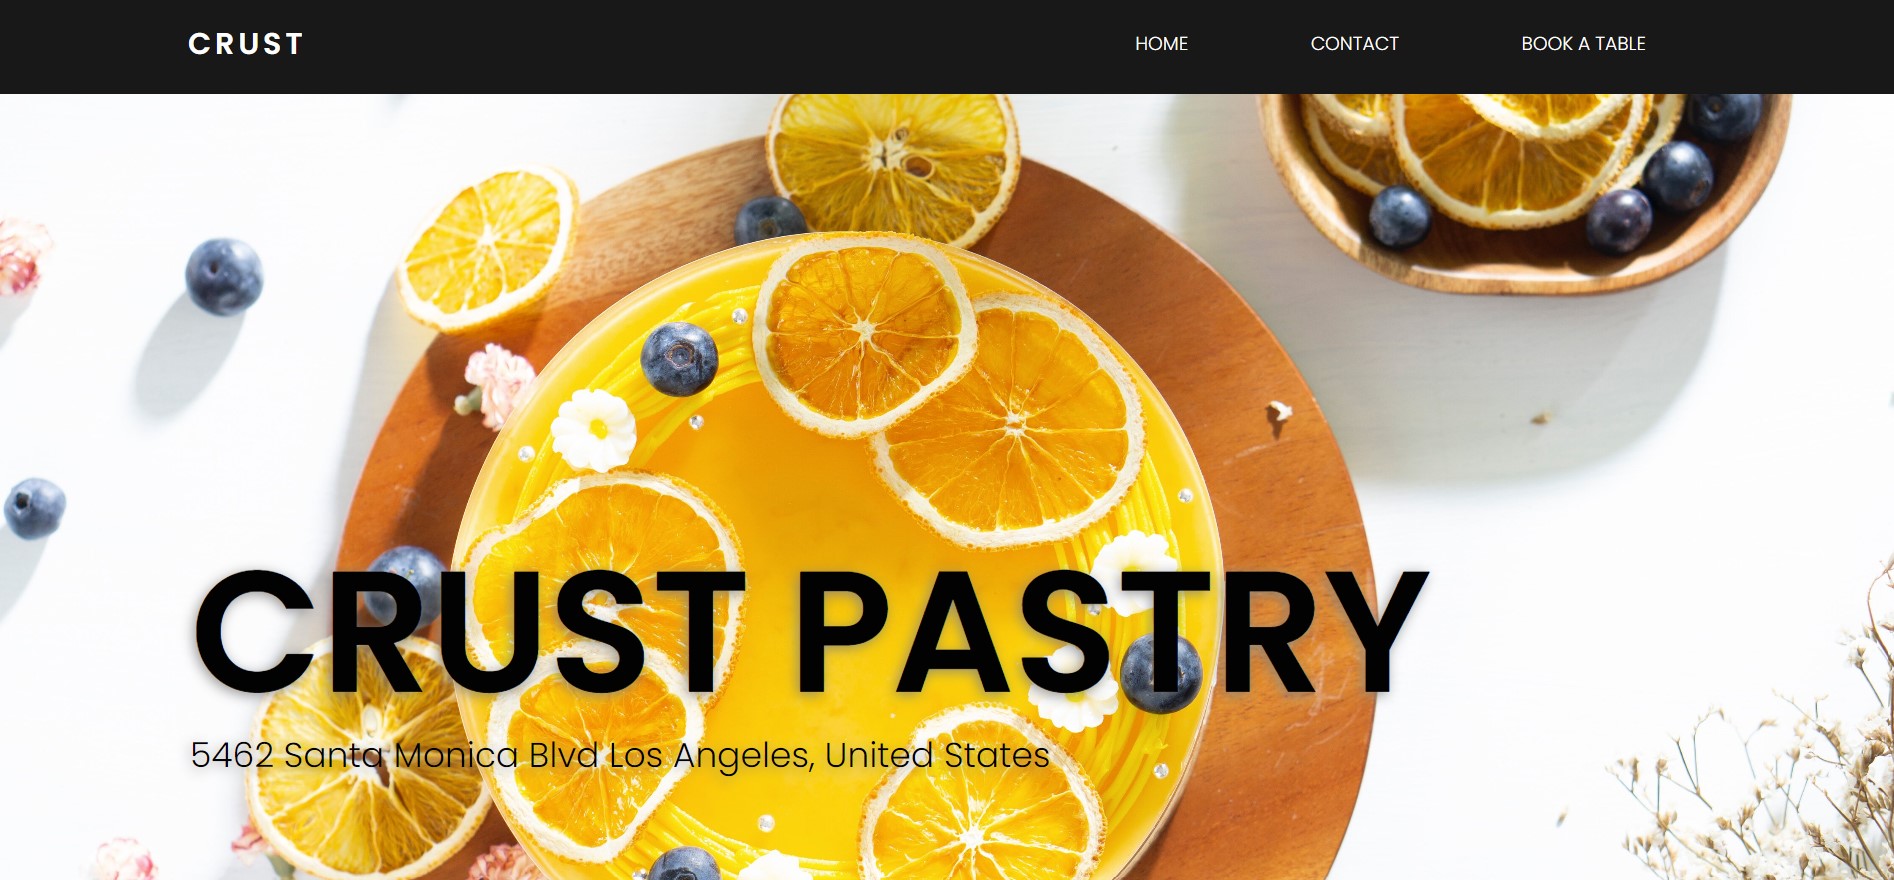 CRUST
HOME
CONTACT
BOOK A TABLE
CRUST PASTRY
5462 Santa Monica Blvd Los Angeles, United States